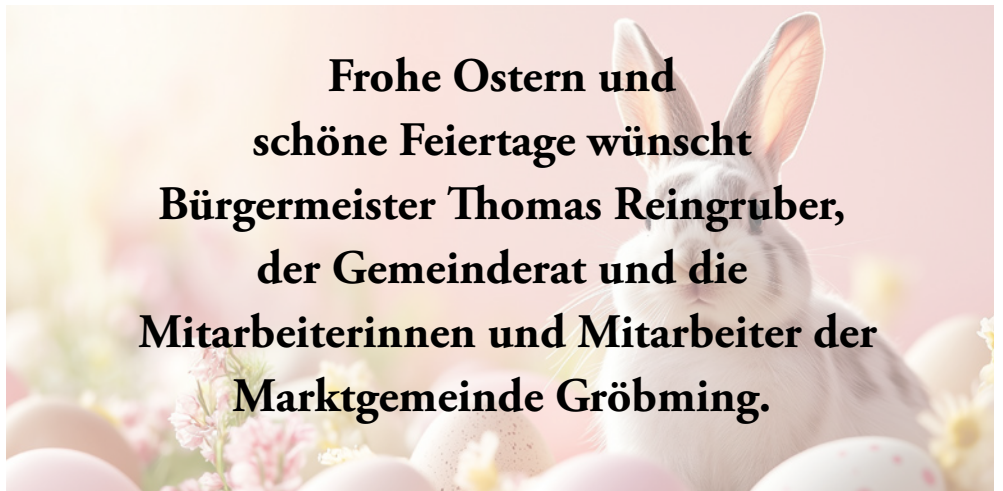 Frohe Ostern und
schöne Feiertage wünscht
Bürgermeister Thomas Reingruber,
der Gemeinderat und die
Mitarbeiterinnen und Mitarbeiter der
Marktgemeinde Gröbming.